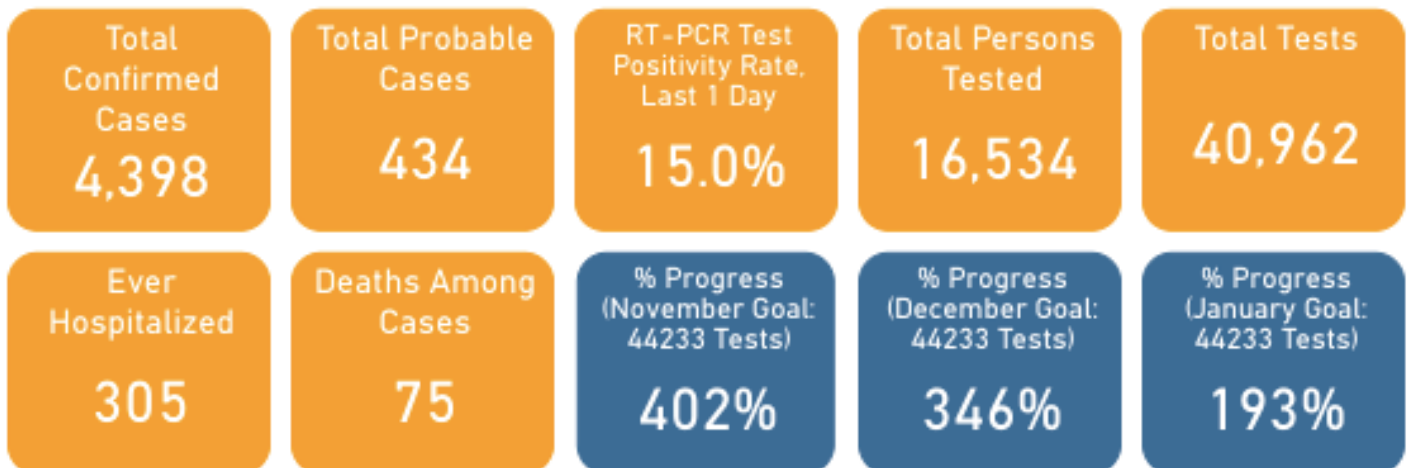 Total
Confirmed
Cases
4,398
Total Probable
Cases
434
RT-PCR Test
Positivity Rate,
Last 1 Day
15.0%
Total Persons
Tested
16,534
Total Tests
40,962
Ever
Hospitalized
305
Deaths Among
Cases
75
% Progress
(November Goal:
44233 Tests)
402%
% Progress
(December Goal:
44233 Tests)
346%
% Progress
(January Goal:
44233 Tests)
193%